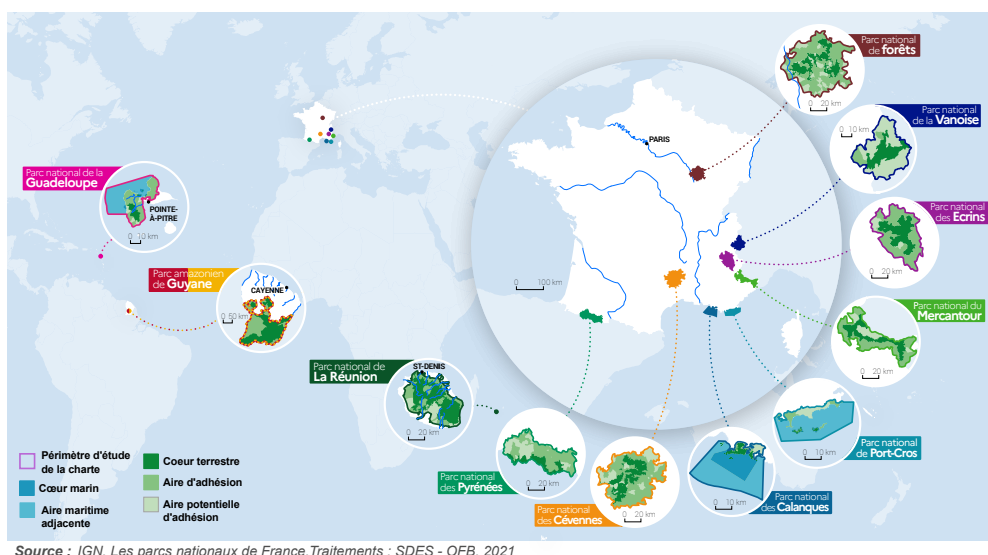 Parc national
de forêts
0 20 km
Parc national
de la Vanoise
0 10 km
PARIS
Parc national de la
Guadeloupe
POINTE-
À-PITRE
0 10 km
Parc national
des Ecrins
0 20 km
Parc amazonien
de Guyane
CAYENNE
0 50 km
0 100 km
Parc national du
Mercantour
0 20 km
Parc national de
La Réunion
ST-DENIS
0 20 km
Parc national
de Port-Cros
0 10 km
Parc national
des Pyrénées
0 20 km
Parc national
des Cévennes
0 20 km
Parc national
des Calanques
0 10 km
Périmètre d'étude
de la charte
Cœur marin
Aire maritime
adjacente
Coeur terrestre
Aire d'adhésion
Aire potentielle
d'adhésion
Source : IGN, Les parcs nationaux de France.Traitements : SDES - OFB, 2021